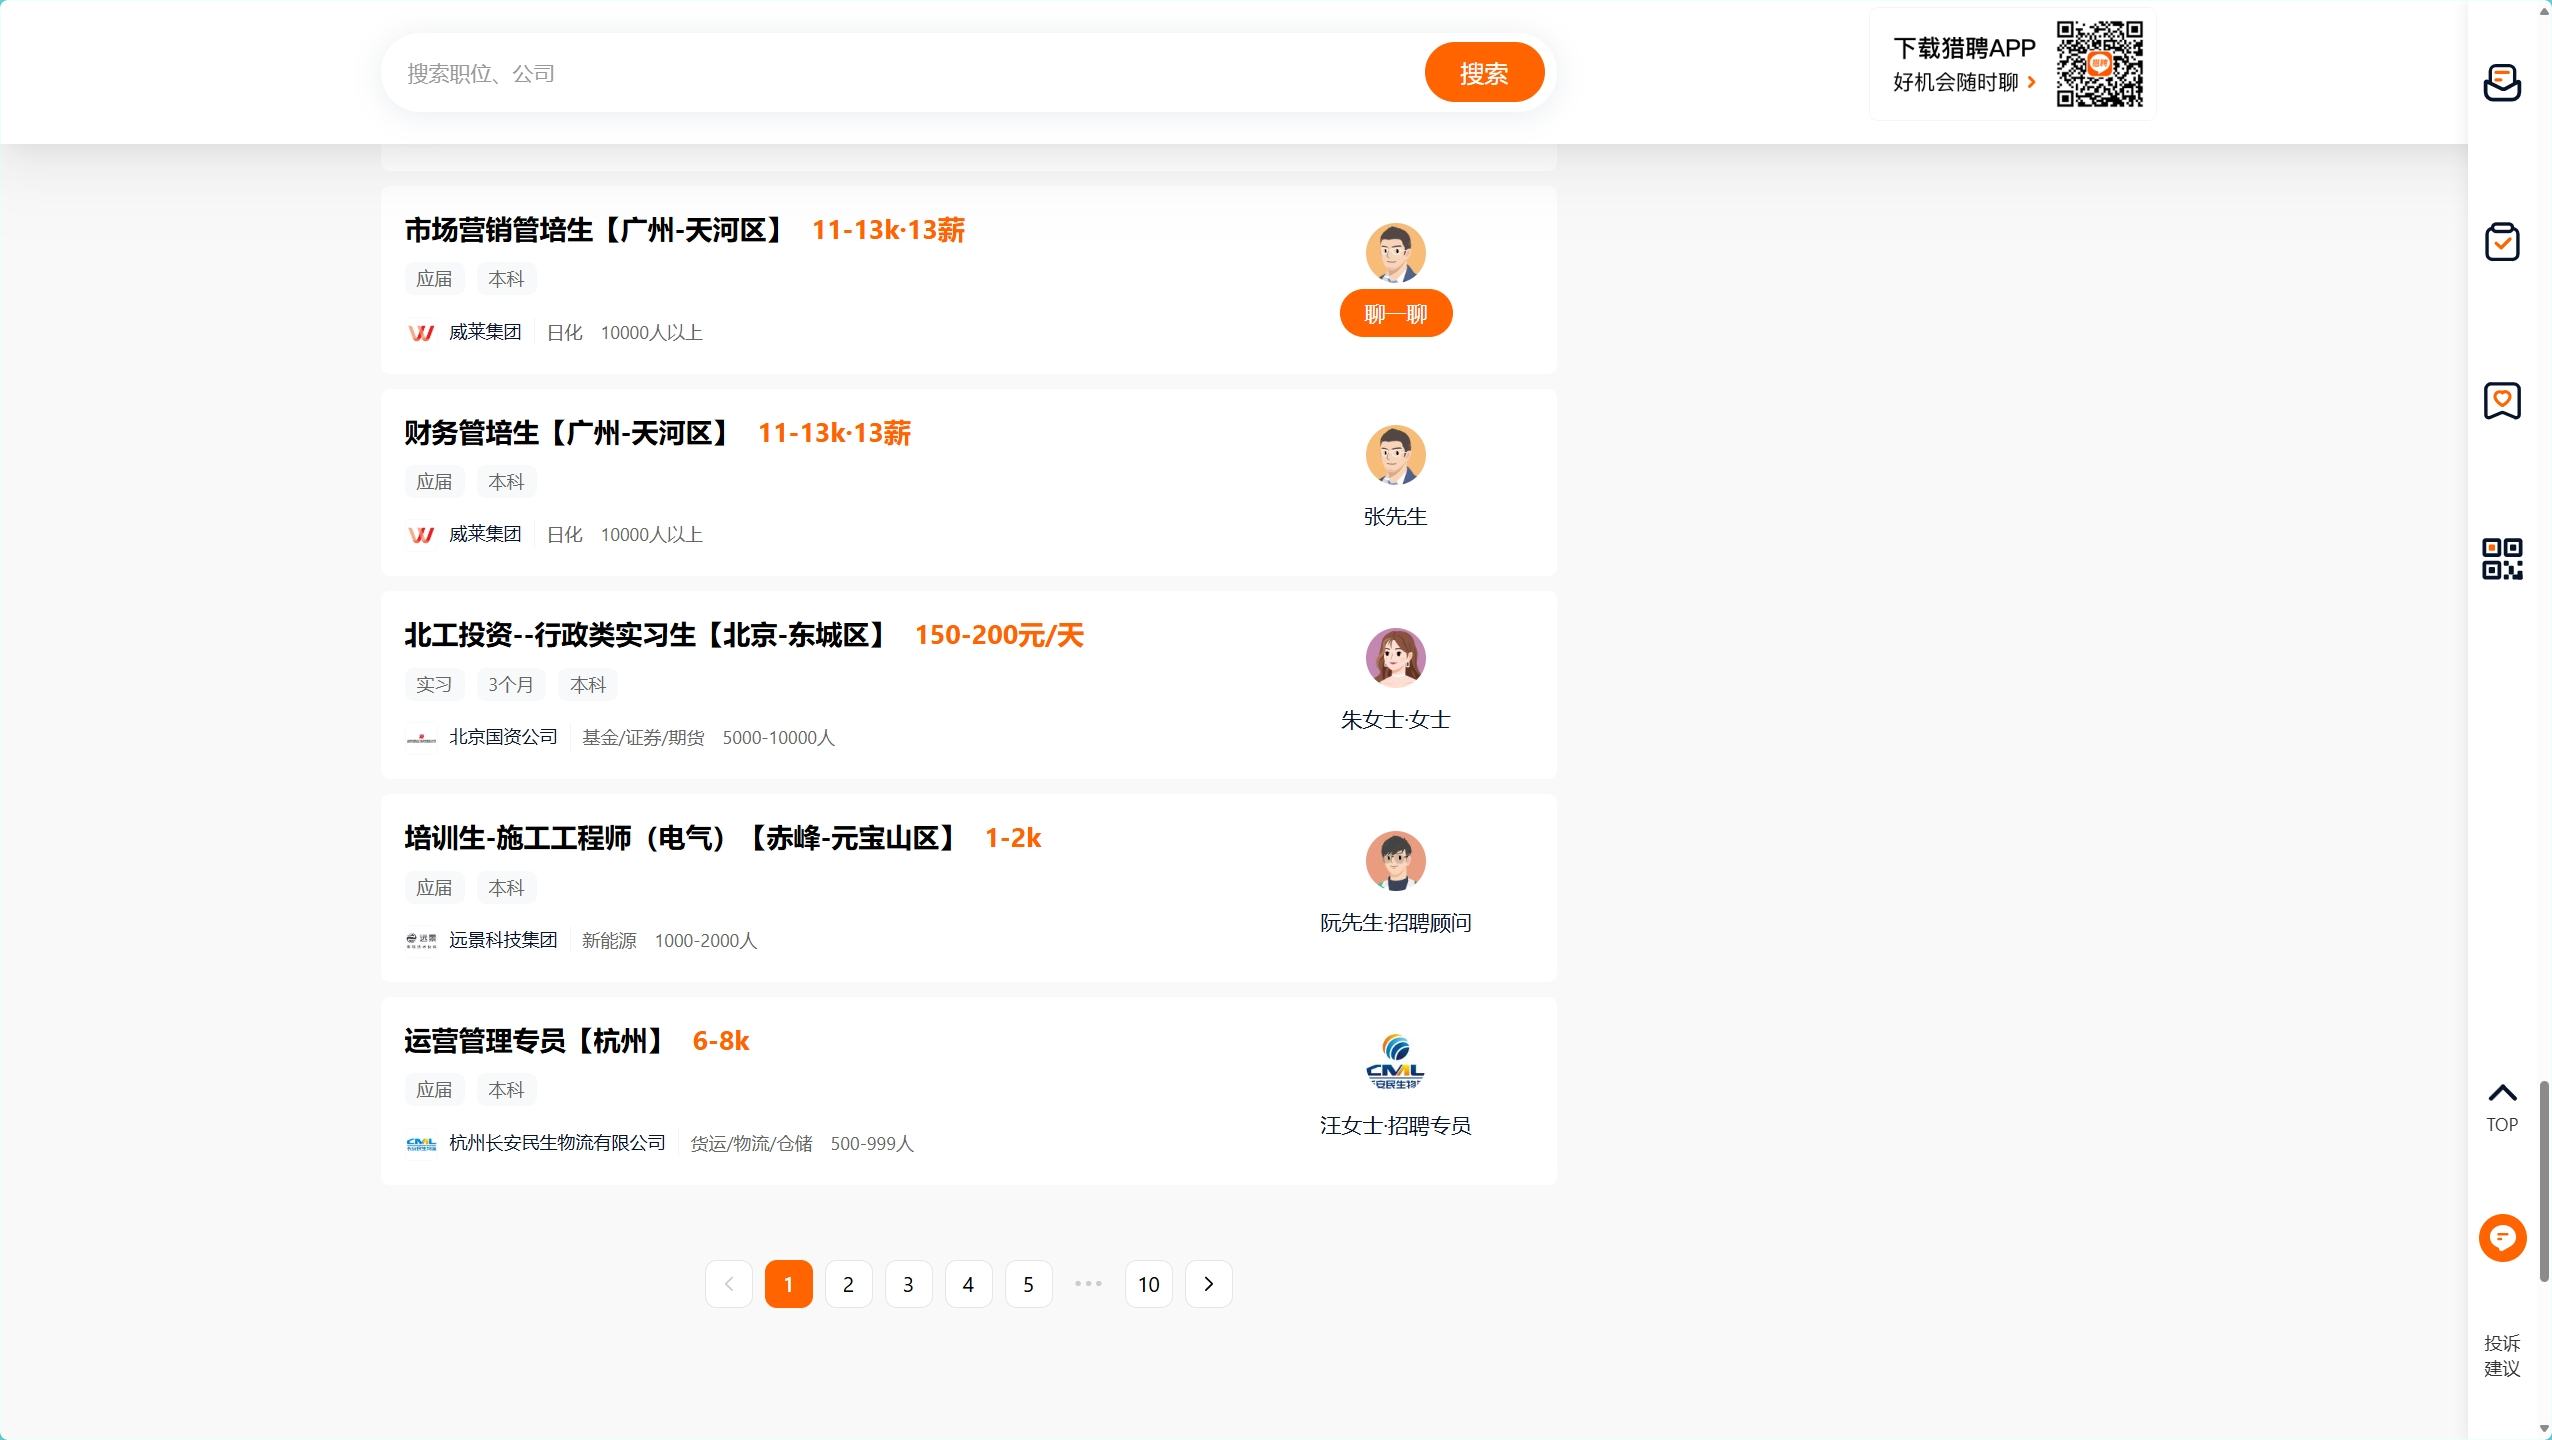 搜索职位、公司
搜索
下载猎聘APP
好机会随时聊
市场营销管培生【广州-天河区】 11-13k·13薪
应届 本科
聊一聊
威莱集团 日化 10000人以上
财务管培生【广州-天河区】 11-13k·13薪
应届 本科
张先生
威莱集团 日化 10000人以上
北工投资--行政类实习生【北京-东城区】 150-200元/天
实习 3个月 本科
朱女士·女士
北京国资公司 基金/证券/期货 5000-10000人
培训生-施工工程师（电气）【赤峰-元宝山区】 1-2k
应届 本科
阮先生·招聘顾问
远景科技集团 新能源 1000-2000人
运营管理专员【杭州】 6-8k
应届 本科
CML
安民生物
汪女士·招聘专员
杭州长安民生物流有限公司 货运/物流/仓储 500-999人
1 2 3 4 5 ••• 10
TOP
投诉
建议